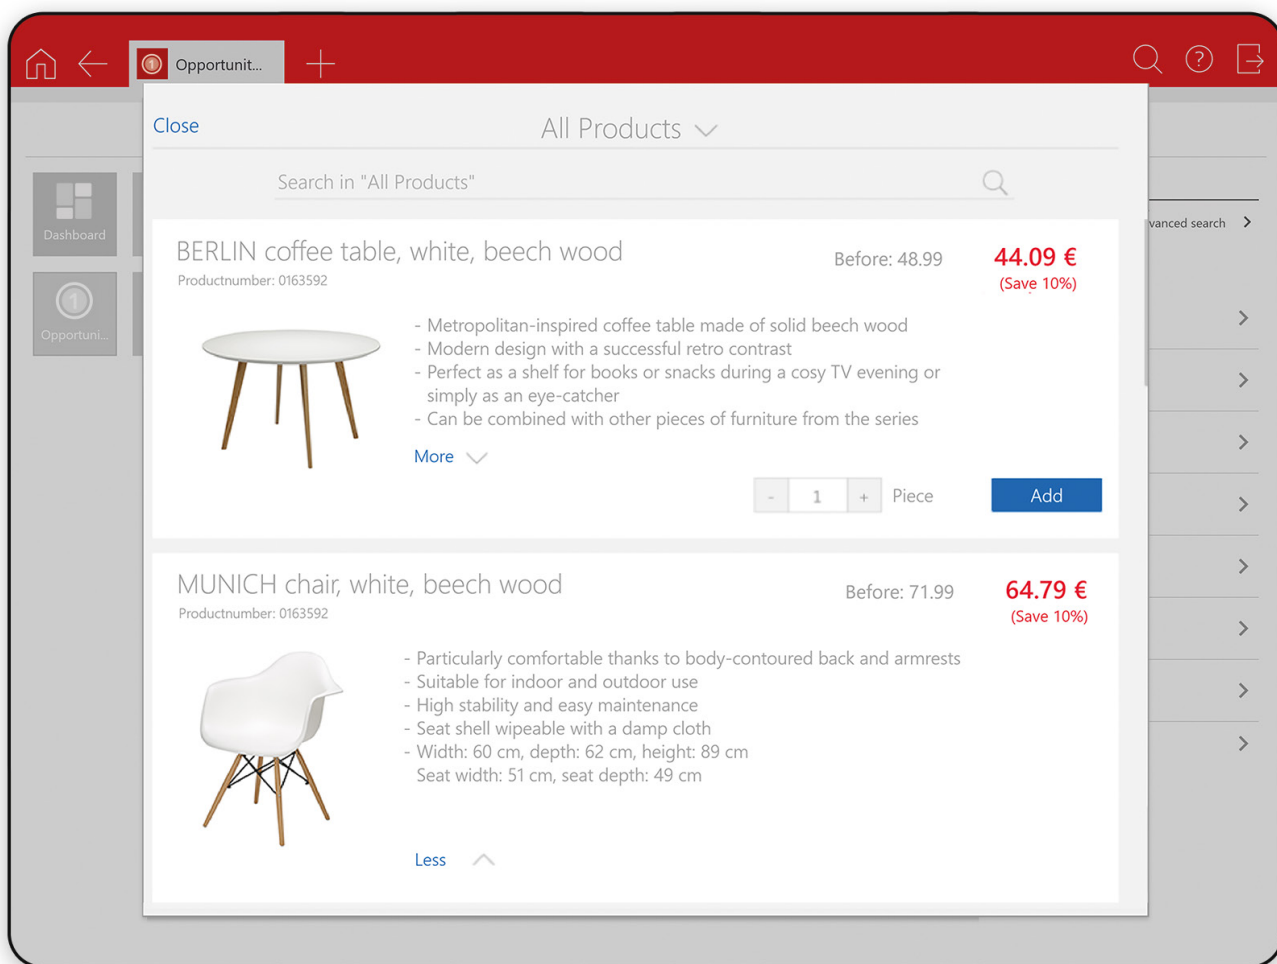 Opportunit...
Close
All Products
Search in "All Products"
Dashboard
vanced search
BERLIN coffee table, white, beech wood
Before: 48.99
44.09 €
Productnumber: 0163592
(Save 10%)
Opportuni...
- Metropolitan-inspired coffee table made of solid beech wood
- Modern design with a successful retro contrast
- Perfect as a shelf for books or snacks during a cosy TV evening or
simply as an eye-catcher
- Can be combined with other pieces of furniture from the series
More
- 1 + Piece
Add
MUNICH chair, white, beech wood
Before: 71.99
64.79 €
Productnumber: 0163592
(Save 10%)
- Particularly comfortable thanks to body-contoured back and armrests
- Suitable for indoor and outdoor use
- High stability and easy maintenance
- Seat shell wipeable with a damp cloth
- Width: 60 cm, depth: 62 cm, height: 89 cm
Seat width: 51 cm, seat depth: 49 cm
Less